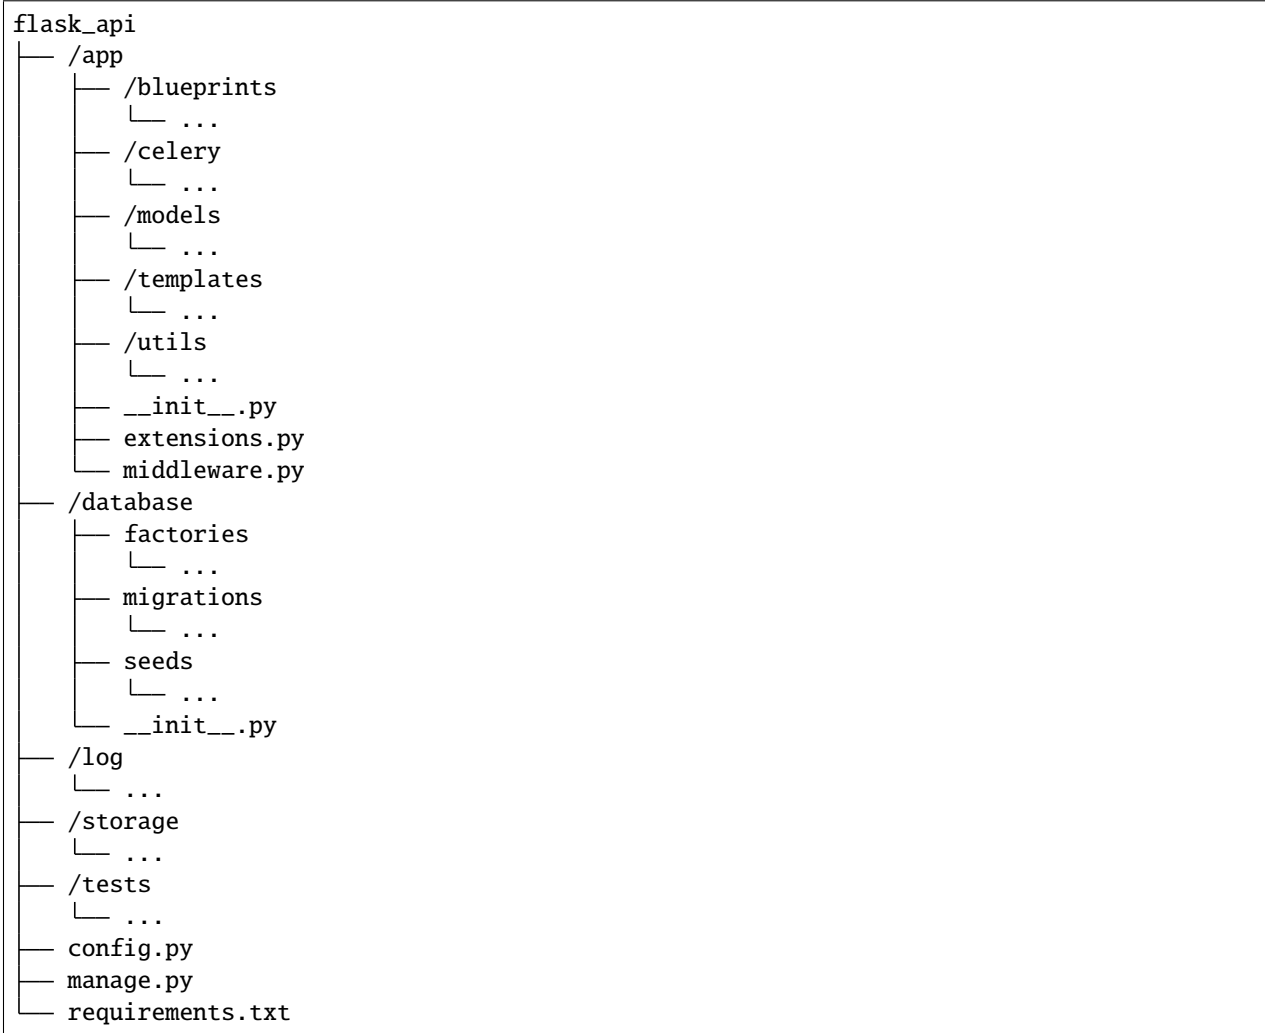 flask_api
├── /app
│   ├── /blueprints
│   │   └── ...
│   ├── /celery
│   │   └── ...
│   ├── /models
│   │   └── ...
│   ├── /templates
│   │   └── ...
│   ├── /utils
│   │   └── ...
│   ├── __init__.py
│   ├── extensions.py
│   └── middleware.py
├── /database
│   ├── factories
│   │   └── ...
│   ├── migrations
│   │   └── ...
│   ├── seeds
│   │   └── ...
│   └── __init__.py
├── /log
│   └── ...
├── /storage
│   └── ...
├── /tests
│   └── ...
├── config.py
├── manage.py
└── requirements.txt